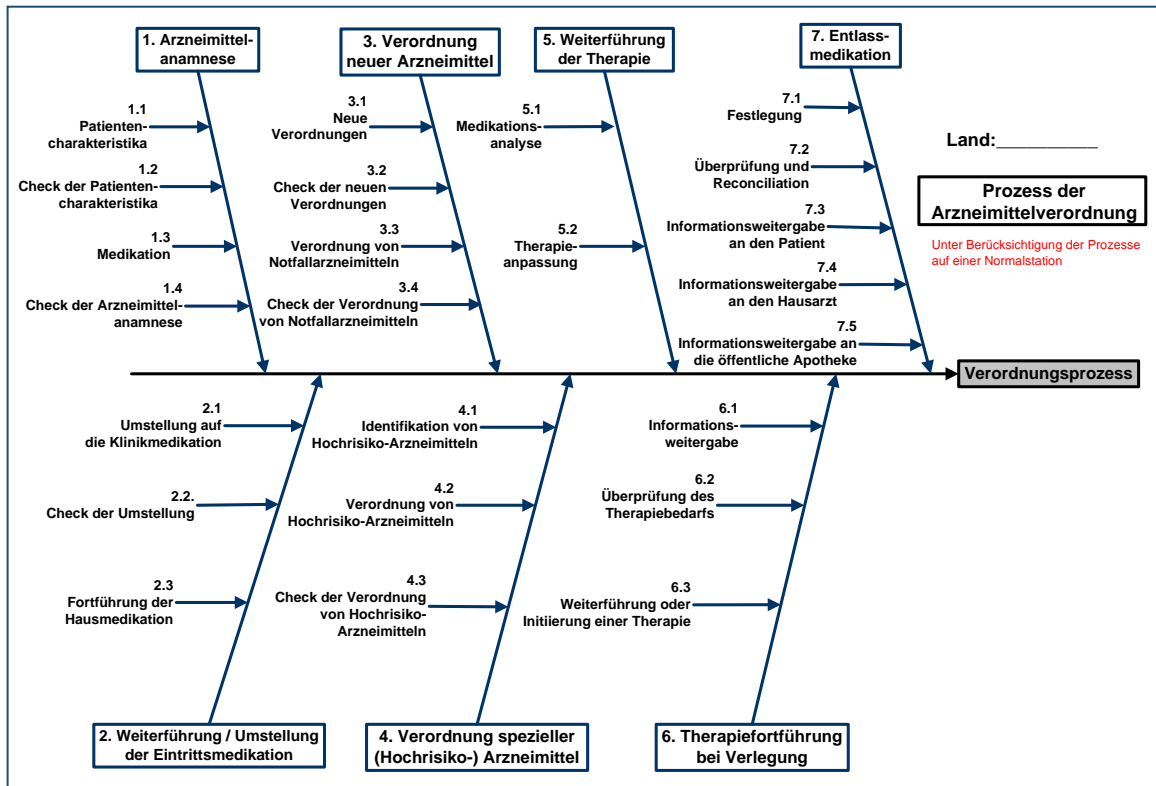 1. Arzneimittel-
anamnese
1.1
Patienten-
charakteristika
1.2
Check der Patienten-
charakteristika
1.3
Medikation
1.4
Check der Arzneimittel-
anamnese
3. Verordnung
neuer Arzneimittel
3.1
Neue
Verordnungen
3.2
Check der neuen
Verordnungen
3.3
Verordnung von
Notfallarzneimitteln
3.4
Check der Verordnung
von Notfallarzneimitteln
5. Weiterführung
der Therapie
5.1
Medikations-
analyse
5.2
Therapie-
anpassung
7. Entlass-
medikation
7.1
Festlegung
7.2
Überprüfung und
Reconciliation
7.3
Informationsweitergabe
an den Patient
7.4
Informationsweitergabe
an den Hausarzt
7.5
Informationsweitergabe an
die öffentliche Apotheke
Land:__________
Prozess der
Arzneimittelverordnung
Unter Berücksichtigung der Prozesse
auf einer Normalstation
Verordnungsprozess
2.1
Umstellung auf
die Klinikmedikation
2.2.
Check der Umstellung
2.3
Fortführung der
Hausmedikation
2. Weiterführung / Umstellung
der Eintrittsmedikation
4.1
Identifikation von
Hochrisiko-Arzneimitteln
4.2
Verordnung von
Hochrisiko-Arzneimitteln
4.3
Check der Verordnung
von Hochrisiko-
Arzneimitteln
4. Verordnung spezieller
(Hochrisiko-) Arzneimittel
6.1
Informations-
weitergabe
6.2
Überprüfung des
Therapiebedarfs
6.3
Weiterführung oder
Initiierung einer Therapie
6. Therapiefortführung
bei Verlegung